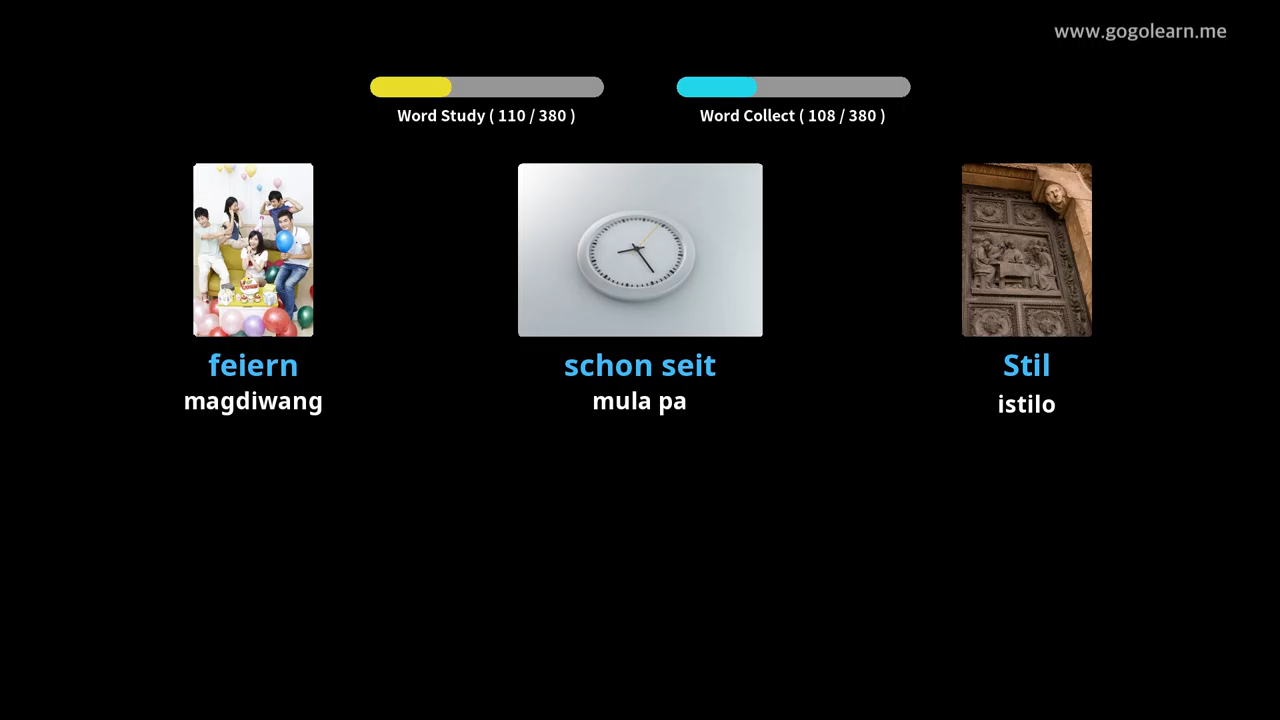 www.gogolearn.me
Word Study ( 110 / 380 )
Word Collect ( 108 / 380 )
feiern
magdiwang
schon seit
mula pa
Stil
istilo